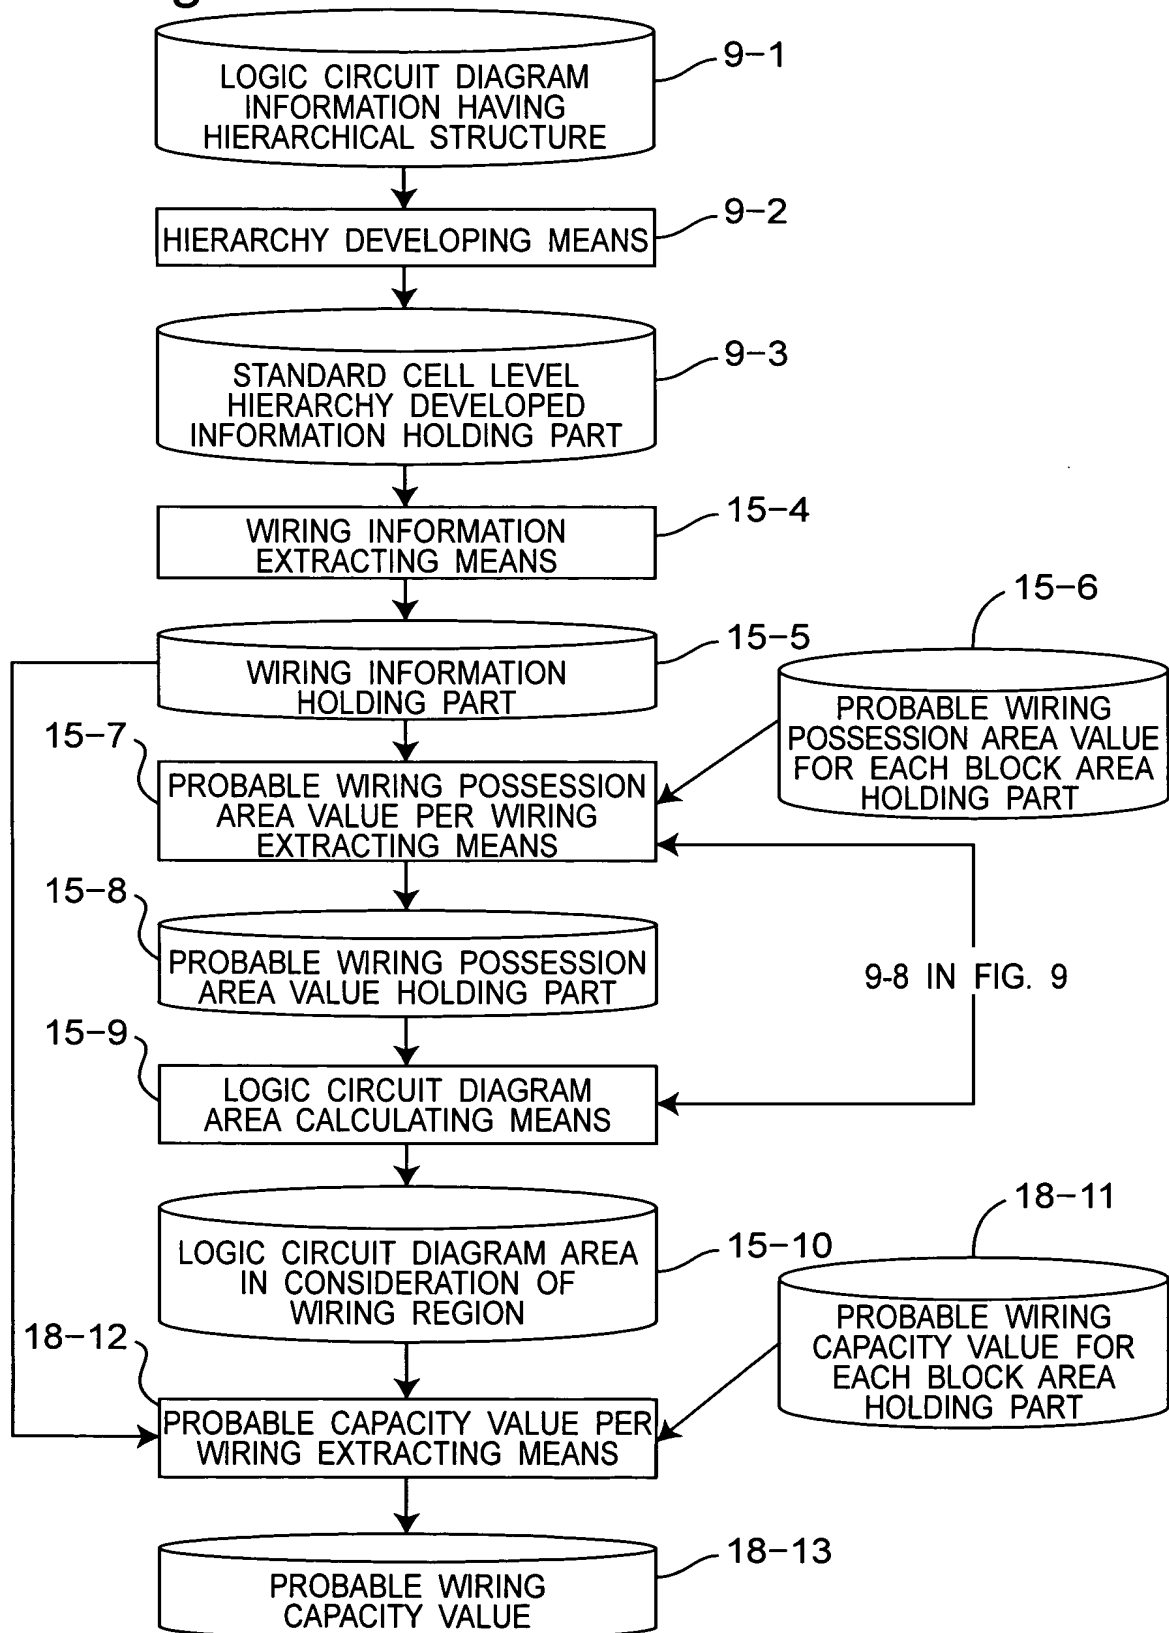 g
LOGIC CIRCUIT DIAGRAM
INFORMATION HAVING
HIERARCHICAL STRUCTURE
9-1
HIERARCHY DEVELOPING MEANS
9-2
STANDARD CELL LEVEL
HIERARCHY DEVELOPED
INFORMATION HOLDING PART
9-3
WIRING INFORMATION
EXTRACTING MEANS
15-4
WIRING INFORMATION
HOLDING PART
15-5
15-6
PROBABLE WIRING
POSSESSION AREA VALUE
FOR EACH BLOCK AREA
HOLDING PART
15-7
PROBABLE WIRING POSSESSION
AREA VALUE PER WIRING
EXTRACTING MEANS
15-8
PROBABLE WIRING POSSESSION
AREA VALUE HOLDING PART
9-8 IN FIG. 9
15-9
LOGIC CIRCUIT DIAGRAM
AREA CALCULATING MEANS
LOGIC CIRCUIT DIAGRAM AREA
IN CONSIDERATION OF
WIRING REGION
15-10
18-11
PROBABLE WIRING
CAPACITY VALUE FOR
EACH BLOCK AREA
HOLDING PART
18-12
PROBABLE CAPACITY VALUE PER
WIRING EXTRACTING MEANS
PROBABLE WIRING
CAPACITY VALUE
18-13